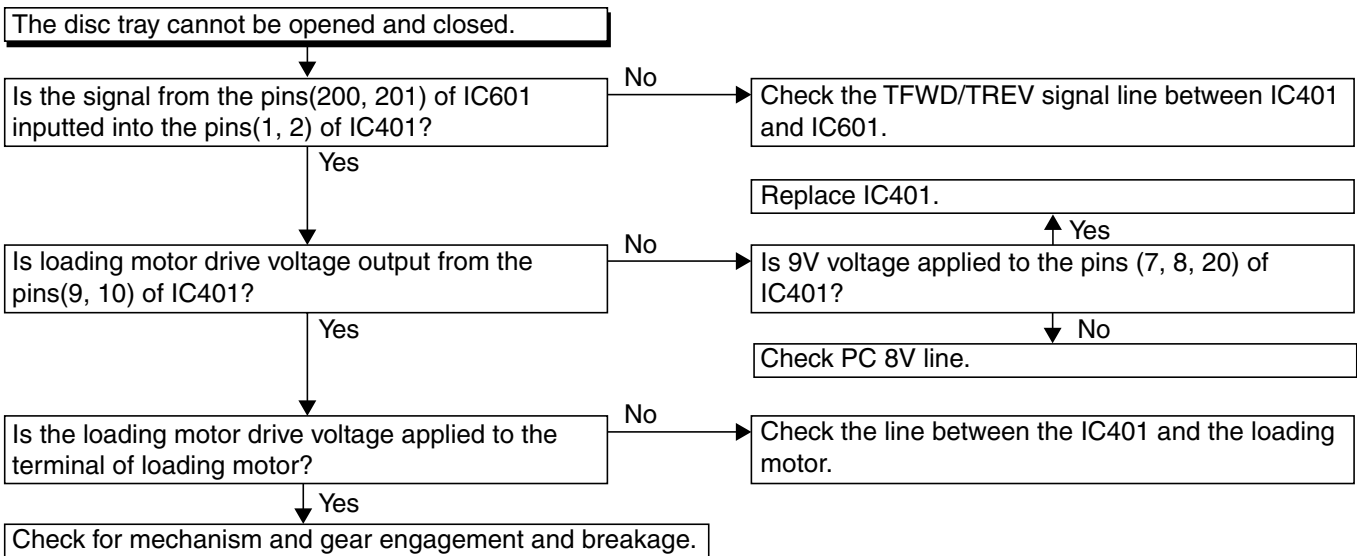 The disc tray cannot be opened and closed.
No
Is the signal from the pins(200, 201) of IC601
inputted into the pins(1, 2) of IC401?
Check the TFWD/TREV signal line between IC401
and IC601.
Yes
Replace IC401.
Yes
No
Is loading motor drive voltage output from the
pins(9, 10) of IC401?
Is 9V voltage applied to the pins (7, 8, 20) of
IC401?
Yes
No
Check PC 8V line.
No
Is the loading motor drive voltage applied to the
terminal of loading motor?
Check the line between the IC401 and the loading
motor.
Yes
Check for mechanism and gear engagement and breakage.